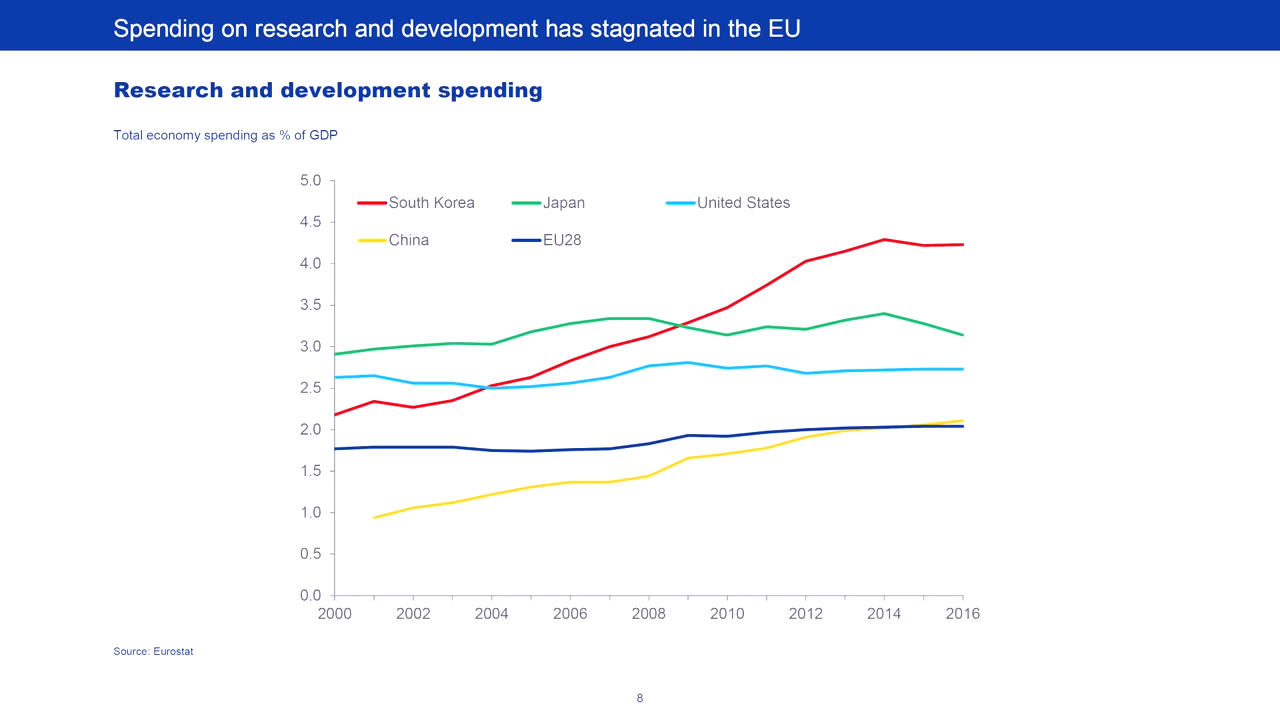 Spending on research and development has stagnated in the EU
Research and development spending
Total economy spending as % of GDP
5.0
4.5
4.0
3.5
3.0
2.5
2.0
1.5
1.0
0.5
0.0
South Korea Japan United States
China EU28
2000 2002 2004 2006 2008 2010 2012 2014 2016
Source: Eurostat
8